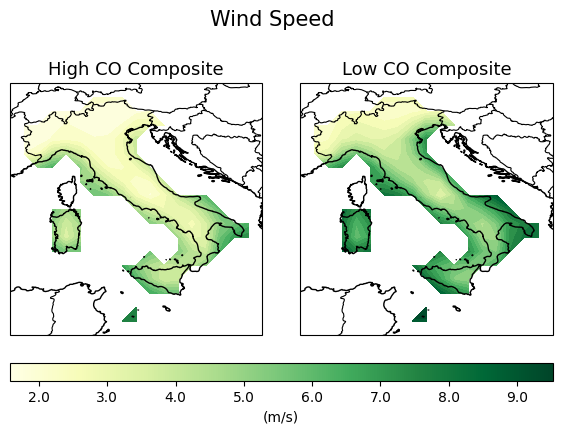 Wind Speed
High CO Composite
Low CO Composite
2.0 3.0 4.0 5.0 6.0 7.0 8.0 9.0
(m/s)